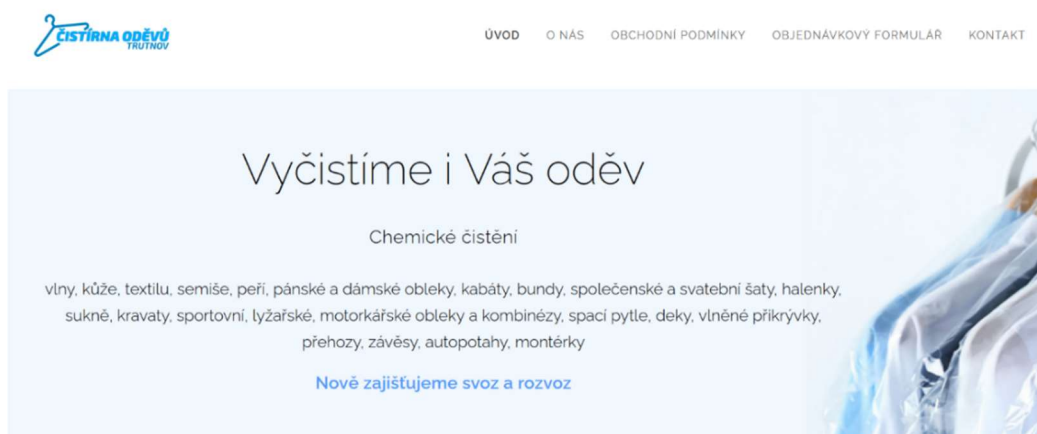 ČISTÍRNA ODĚVŮ
TRUTNOV
ÚVOD O NÁS OBCHODNÍ PODMÍNKY OBJEDNÁVKOVÝ FORMULÁŘ KONTAKT
Vyčistíme i Váš oděv
Chemické čistění
vlny, kůže, textilu, semiše, peří, pánské a dámské obleky, kabáty, bundy, společenské a svatební šaty, halenky,
sukně, kravaty, sportovní, lyžařské, motorkářské obleky a kombinézy, spací pytle, deky, vlněné přikrývky,
přehozy, závěsy, autopotahy, montérky
Nově zajišťujeme svoz a rozvoz